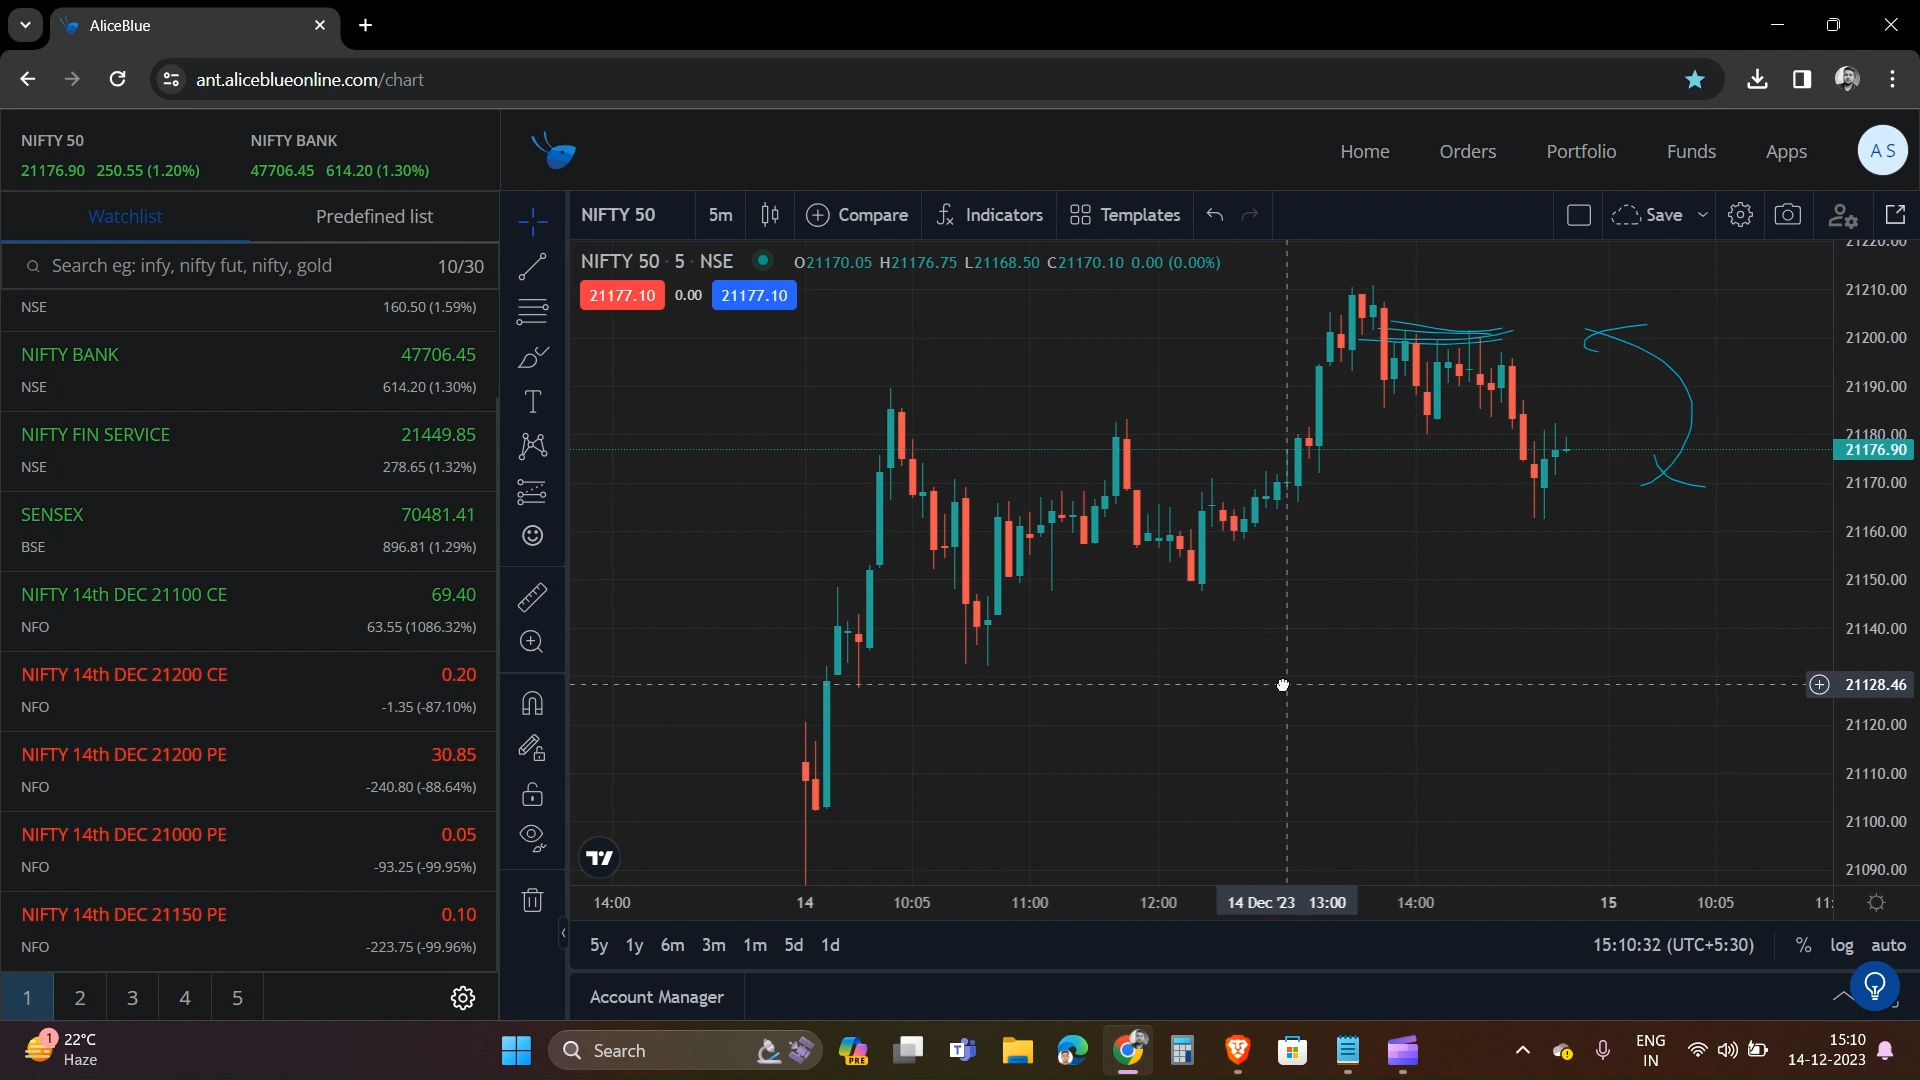 AliceBlue
ant.aliceblueonline.com/chart
NIFTY 50
21176.90 250.55 (1.20%)
NIFTY BANK
47706.45 614.20 (1.30%)
Home Orders Portfolio Funds Apps A S
Watchlist Predefined list
Search eg: infy, nifty fut, nifty, gold 10/30
NSE 160.50 (1.59%)
NIFTY BANK 47706.45
NSE 614.20 (1.30%)
NIFTY FIN SERVICE 21449.85
NSE 278.65 (1.32%)
SENSEX 70481.41
BSE 896.81 (1.29%)
NIFTY 14th DEC 21100 CE 69.40
NFO 63.55 (1086.32%)
NIFTY 14th DEC 21200 CE 0.20
NFO -1.35 (-87.10%)
NIFTY 14th DEC 21200 PE 30.85
NFO -240.80 (-88.64%)
NIFTY 14th DEC 21000 PE 0.05
NFO -93.25 (-99.95%)
NIFTY 14th DEC 21150 PE 0.10
NFO -223.75 (-99.96%)
1 2 3 4 5
NIFTY 50 5m Compare Indicators Templates Save
NIFTY 50 · 5 · NSE O21170.05 H21176.75 L21168.50 C21170.10 0.00 (0.00%)
21177.10 0.00 21177.10
21220.00
21210.00
21200.00
21190.00
21180.00
21176.90
21170.00
21160.00
21150.00
21140.00
21128.46
21120.00
21110.00
21100.00
21090.00
14:00 14 10:05 11:00 12:00 14 Dec '23 13:00 14:00 15 10:05 11:
5y 1y 6m 3m 1m 5d 1d 15:10:32 (UTC+5:30) % log auto
Account Manager
1 22°C
Haze
Search
PRE
ENG
IN
15:10
14-12-2023